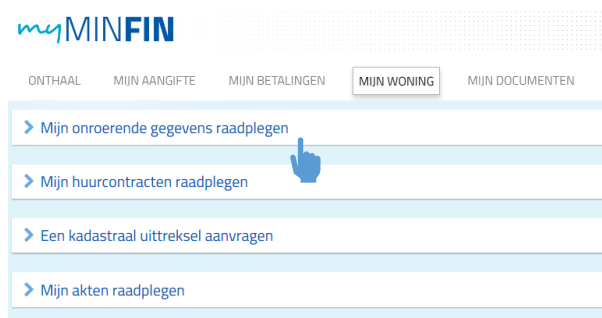 myMINFIN
ONTHAAL MIJN AANGIFTE MIJN BETALINGEN MIJN WONING MIJN DOCUMENTEN
Mijn onroerende gegevens raadplegen
Mijn huurcontracten raadplegen
Een kadastraal uittreksel aanvragen
Mijn akten raadplegen